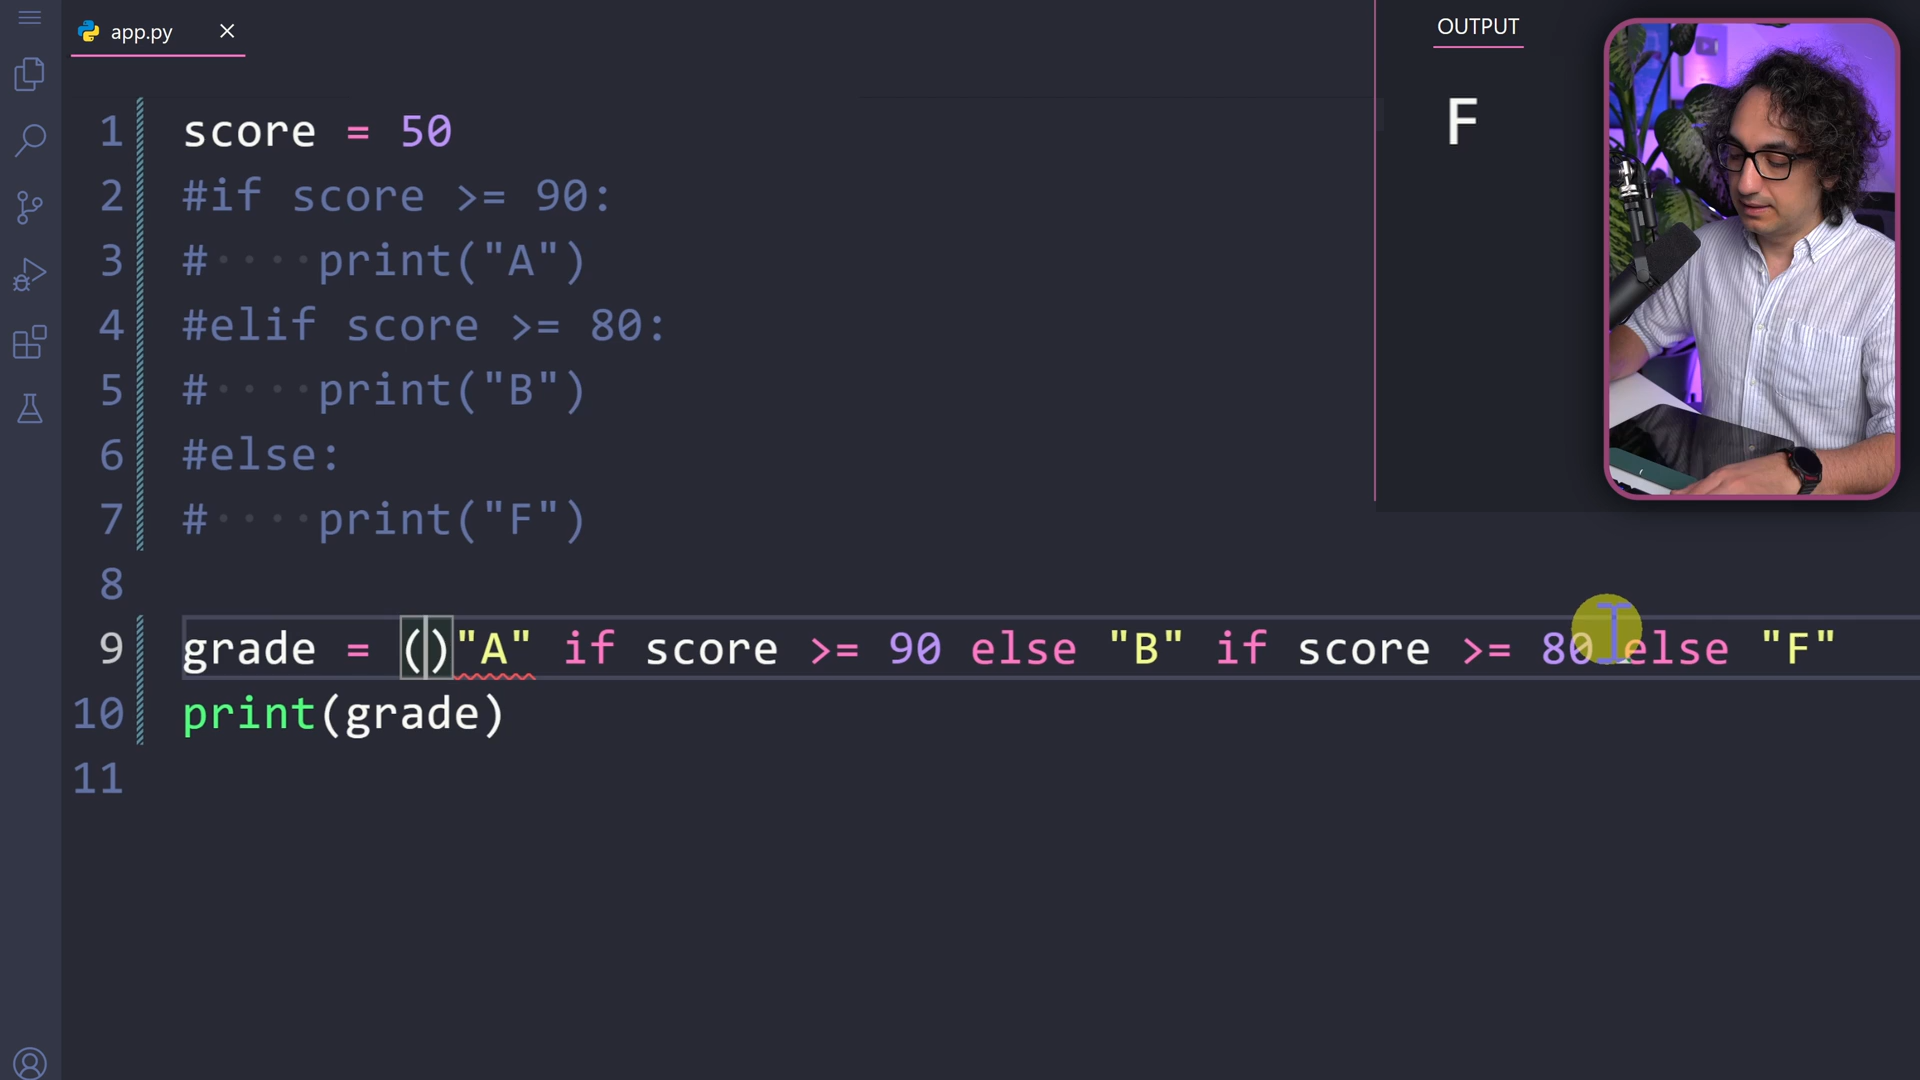 app.py
OUTPUT
F
1 score = 50
2 #if score >= 90:
3 #····print("A")
4 #elif score >= 80:
5 #····print("B")
6 #else:
7 #····print("F")
8
9 grade = ()"A" if score >= 90 else "B" if score >= 80 else "F"
10 print(grade)
11